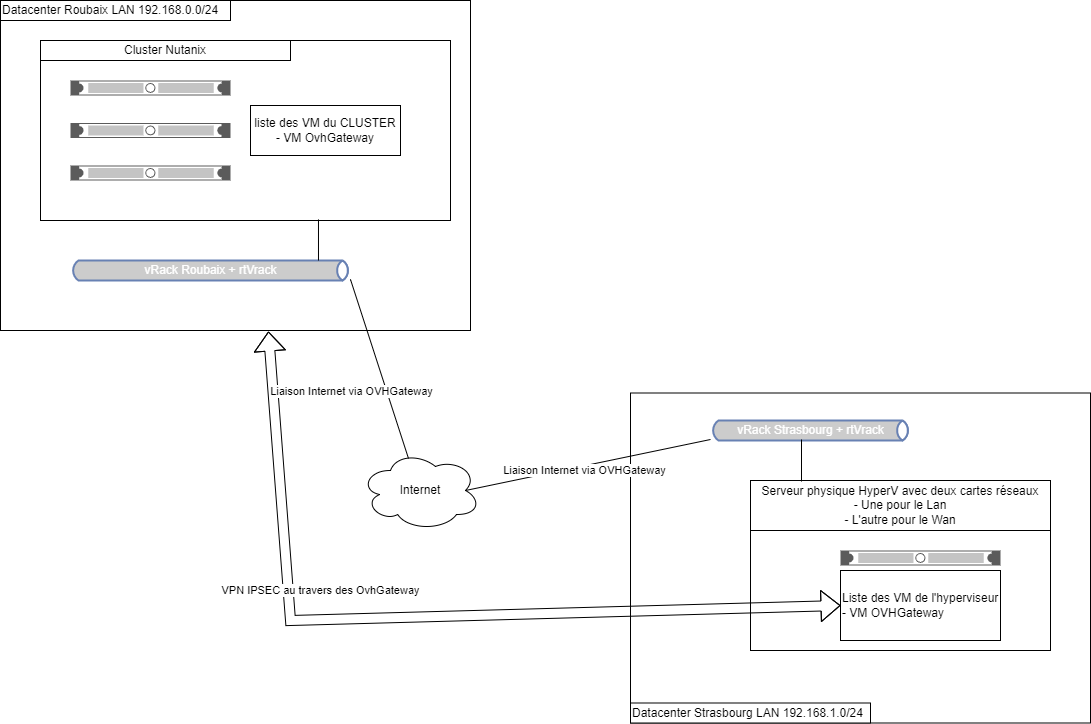 Datacenter Roubaix LAN 192.168.0.0/24
Cluster Nutanix
liste des VM du CLUSTER
- VM OvhGateway
vRack Roubaix + rtVrack
Liaison Internet via OVHGateway
vRack Strasbourg + rtVrack
Liaison Internet via OVHGateway
Internet
Serveur physique HyperV avec deux cartes réseaux
- Une pour le Lan
- L'autre pour le Wan
VPN IPSEC au travers des OvhGateway
Liste des VM de l'hyperviseur
- VM OVHGateway
Datacenter Strasbourg LAN 192.168.1.0/24